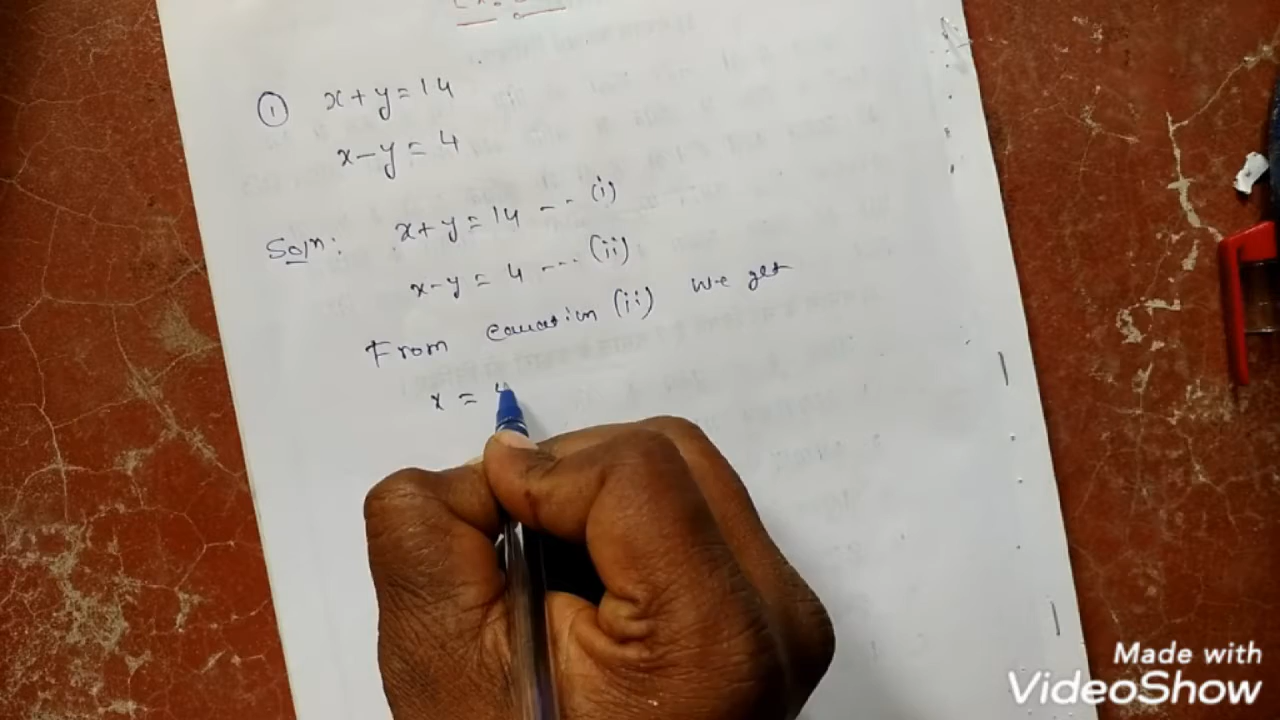 ① x+y=14
x-y=4
Soln: x+y=14 --- (i)
x-y = 4 --- (ii)
From equation (ii) we get
x = 4
Made with
VideoShow